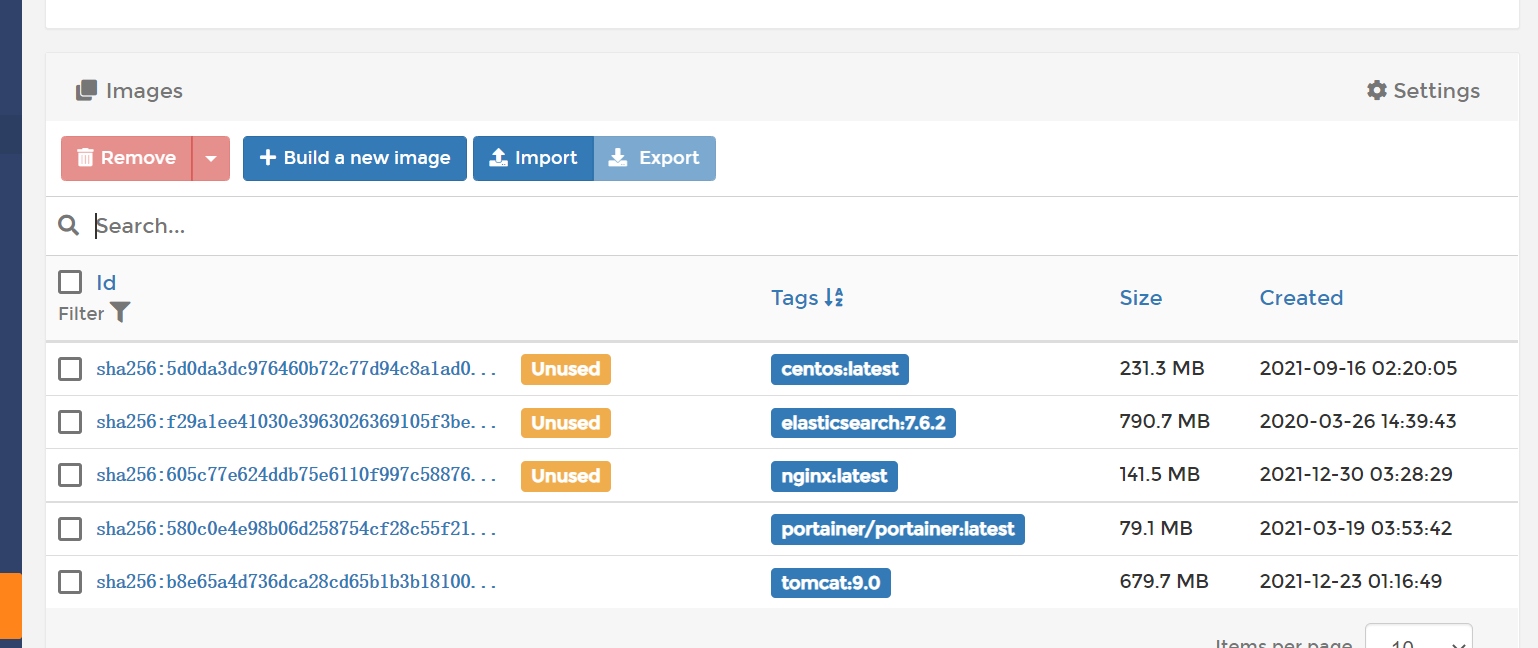 Images
Settings
Remove
Build a new image
Import
Export
Search...
Id
Filter
Tags
Size
Created
sha256:5d0da3dc976460b72c77d94c8a1ad0... Unused centos:latest 231.3 MB 2021-09-16 02:20:05
sha256:f29a1ee41030e3963026369105f3be... Unused elasticsearch:7.6.2 790.7 MB 2020-03-26 14:39:43
sha256:605c77e624ddb75e6110f997c58876... Unused nginx:latest 141.5 MB 2021-12-30 03:28:29
sha256:580c0e4e98b06d258754cf28c55f21... portainer/portainer:latest 79.1 MB 2021-03-19 03:53:42
sha256:b8e65a4d736dca28cd65b1b3b18100... tomcat:9.0 679.7 MB 2021-12-23 01:16:49
Items per page 10